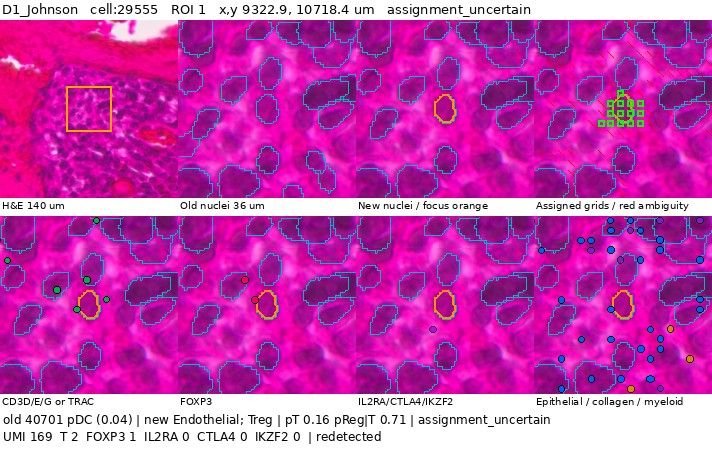 D1_Johnson cell:29555 ROI 1 x,y 9322.9, 10718.4 um assignment_uncertain
H&E 140 um
Old nuclei 36 um
New nuclei / focus orange
Assigned grids / red ambiguity
CD3D/E/G or TRAC
FOXP3
IL2RA/CTLA4/IKZF2
Epithelial / collagen / myeloid
old 40701 pDC (0.04) | new Endothelial; Treg | pT 0.16 pReg|T 0.71 | assignment_uncertain
UMI 169 T 2 FOXP3 1 IL2RA 0 CTLA4 0 IKZF2 0 | redetected